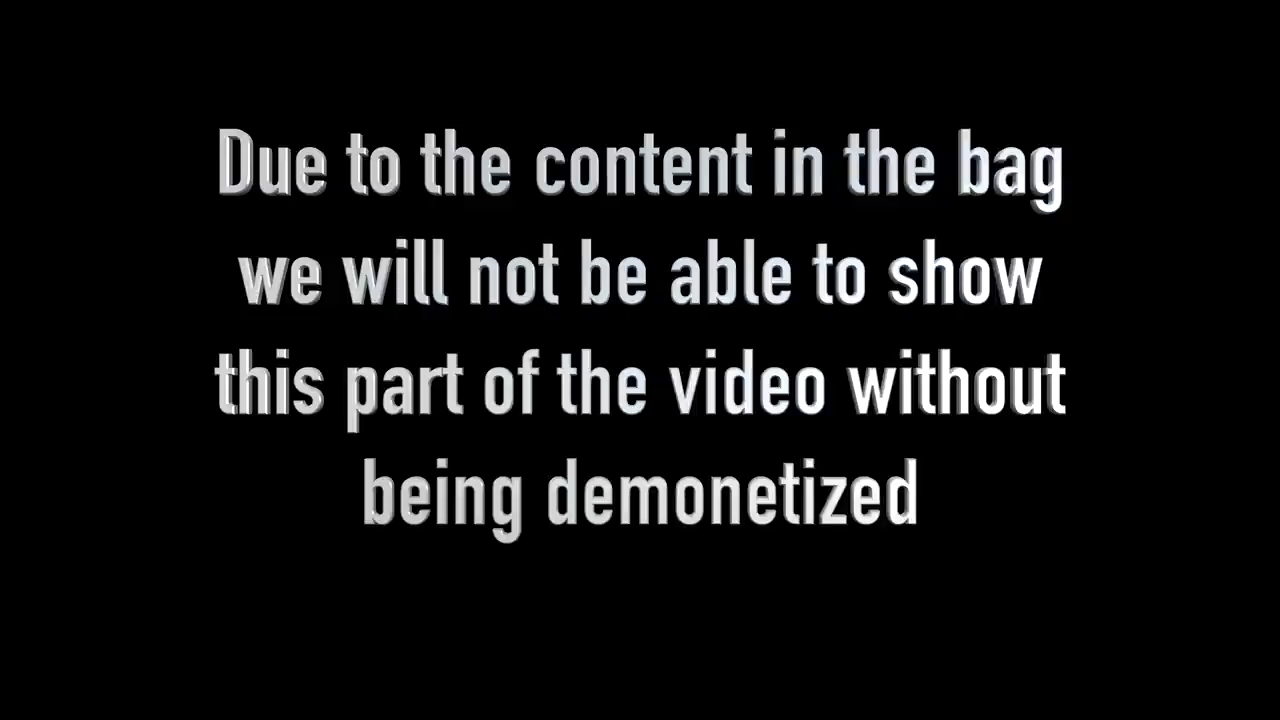 Due to the content in the bag
we will not be able to show
this part of the video without
being demonetized